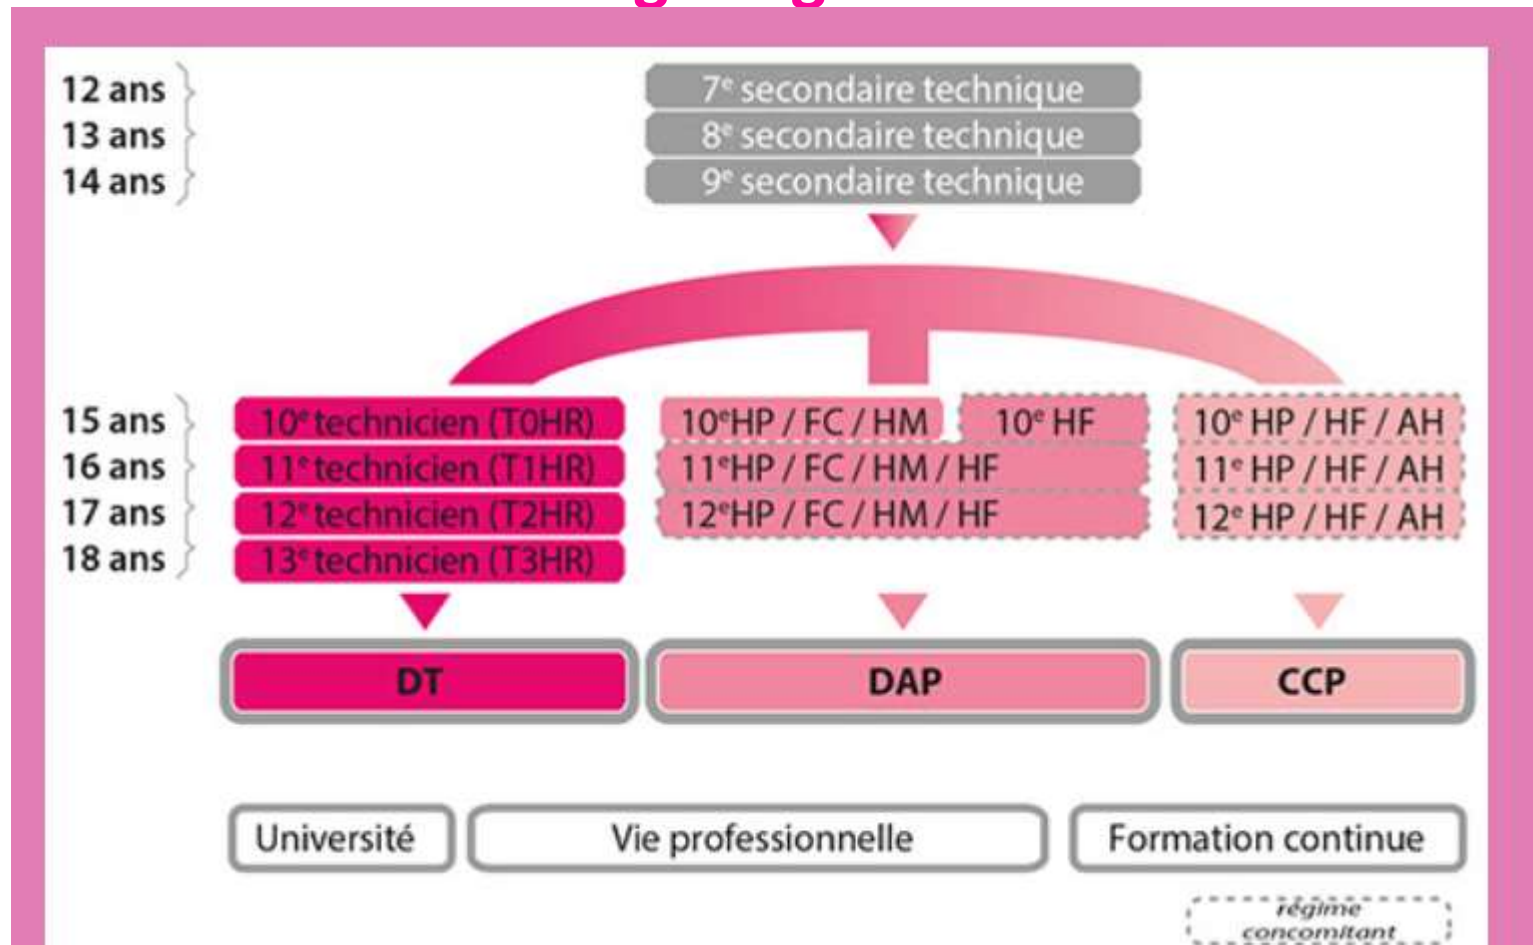 12 ans
7e secondaire technique
13 ans
8e secondaire technique
14 ans
9e secondaire technique
15 ans
10e technicien (T0HR)
10eHP / FC / HM
10e HF
10e HP / HF / AH
16 ans
11e technicien (T1HR)
11eHP / FC / HM / HF
11e HP / HF / AH
17 ans
12e technicien (T2HR)
12eHP / FC / HM / HF
12e HP / HF / AH
18 ans
13e technicien (T3HR)
DT
DAP
CCP
Université
Vie professionnelle
Formation continue
régime
concomitant